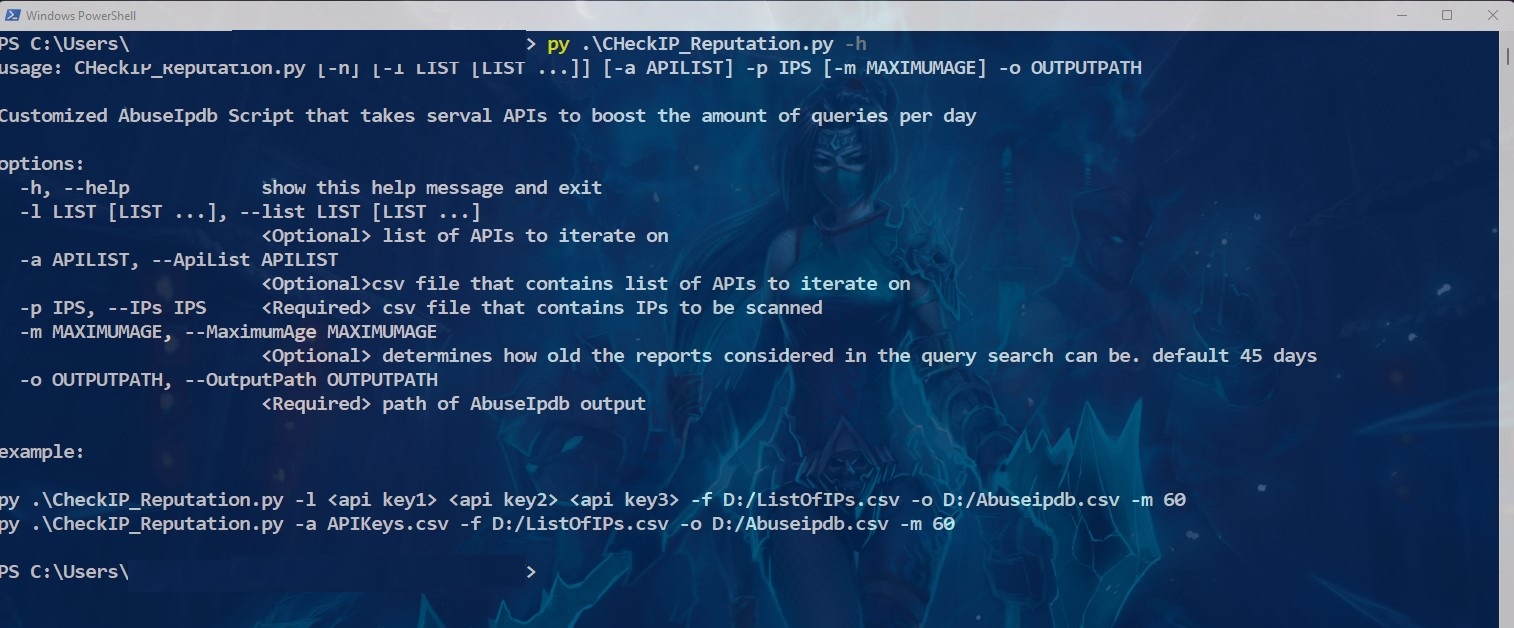 Windows PowerShell
PS C:\Users\ > py .\CHeckIP_Reputation.py -h
usage: CHeckIP_Reputation.py [-h] [-l LIST [LIST ...]] [-a APILIST] -p IPS [-m MAXIMUMAGE] -o OUTPUTPATH
Customized AbuseIpdb Script that takes serval APIs to boost the amount of queries per day
options:
-h, --help show this help message and exit
-l LIST [LIST ...], --list LIST [LIST ...]
<Optional> list of APIs to iterate on
-a APILIST, --ApiList APILIST
<Optional>csv file that contains list of APIs to iterate on
-p IPS, --IPs IPS <Required> csv file that contains IPs to be scanned
-m MAXIMUMAGE, --MaximumAge MAXIMUMAGE
<Optional> determines how old the reports considered in the query search can be. default 45 days
-o OUTPUTPATH, --OutputPath OUTPUTPATH
<Required> path of AbuseIpdb output
example:
py .\CheckIP_Reputation.py -l <api key1> <api key2> <api key3> -f D:/ListOfIPs.csv -o D:/Abuseipdb.csv -m 60
py .\CheckIP_Reputation.py -a APIKeys.csv -f D:/ListOfIPs.csv -o D:/Abuseipdb.csv -m 60
PS C:\Users\ >